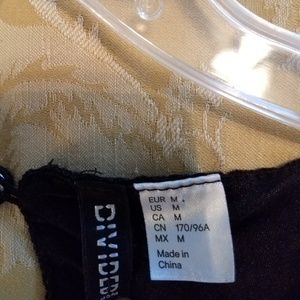 DIVIDED
EUR M
US M
CA M
CN 170/96A
MX M
Made in
China